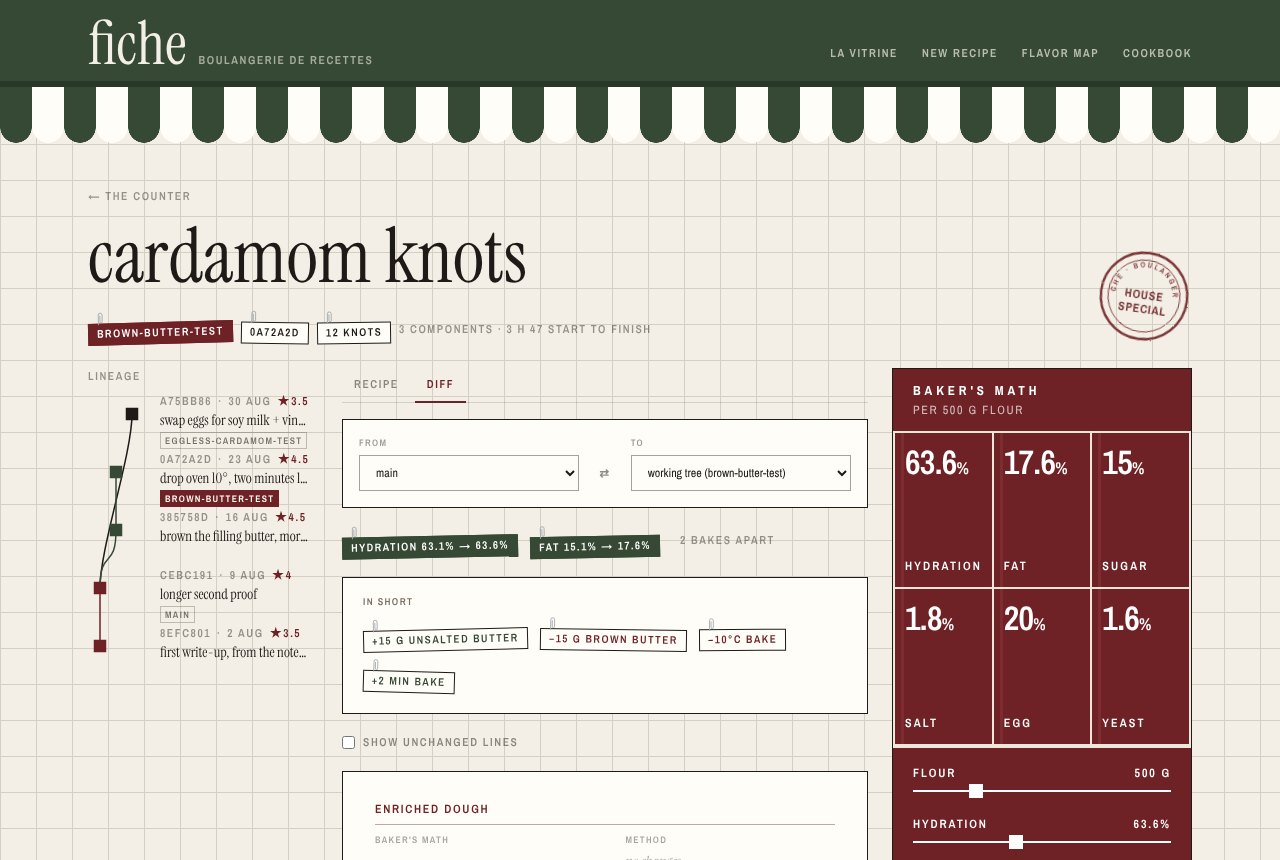 fiche
BOULANGERIE DE RECETTES
LA VITRINE
NEW RECIPE
FLAVOR MAP
COOKBOOK
← THE COUNTER
cardamom knots
CHE · BOULANGER
HOUSE
SPECIAL
BROWN-BUTTER-TEST
0A72A2D
12 KNOTS
3 COMPONENTS · 3 H 47 START TO FINISH
LINEAGE
A75BB86 · 30 AUG ★3.5
swap eggs for soy milk + vin…
EGGLESS-CARDAMOM-TEST
0A72A2D · 23 AUG ★4.5
drop oven 10°, two minutes l…
BROWN-BUTTER-TEST
385758D · 16 AUG ★4.5
brown the filling butter, mor…
CEBC191 · 9 AUG ★4
longer second proof
MAIN
8EFC801 · 2 AUG ★3.5
first write-up, from the note…
RECIPE
DIFF
FROM
main
⇄
TO
working tree (brown-butter-test)
HYDRATION 63.1% → 63.6%
FAT 15.1% → 17.6%
2 BAKES APART
IN SHORT
+15 G UNSALTED BUTTER
−15 G BROWN BUTTER
−10°C BAKE
+2 MIN BAKE
SHOW UNCHANGED LINES
ENRICHED DOUGH
BAKER'S MATH
METHOD
BAKER'S MATH
PER 500 G FLOUR
63.6%
HYDRATION
17.6%
FAT
15%
SUGAR
1.8%
SALT
20%
EGG
1.6%
YEAST
FLOUR
500 G
HYDRATION
63.6%